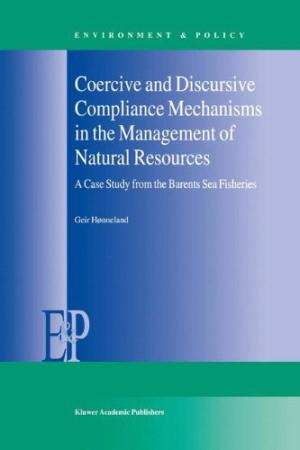 ENVIRONMENT & POLICY
Coercive and Discursive
Compliance Mechanisms
in the Management of
Natural Resources
A Case Study from the Barents Sea Fisheries
Geir Hønneland
E&P
Kluwer Academic Publishers